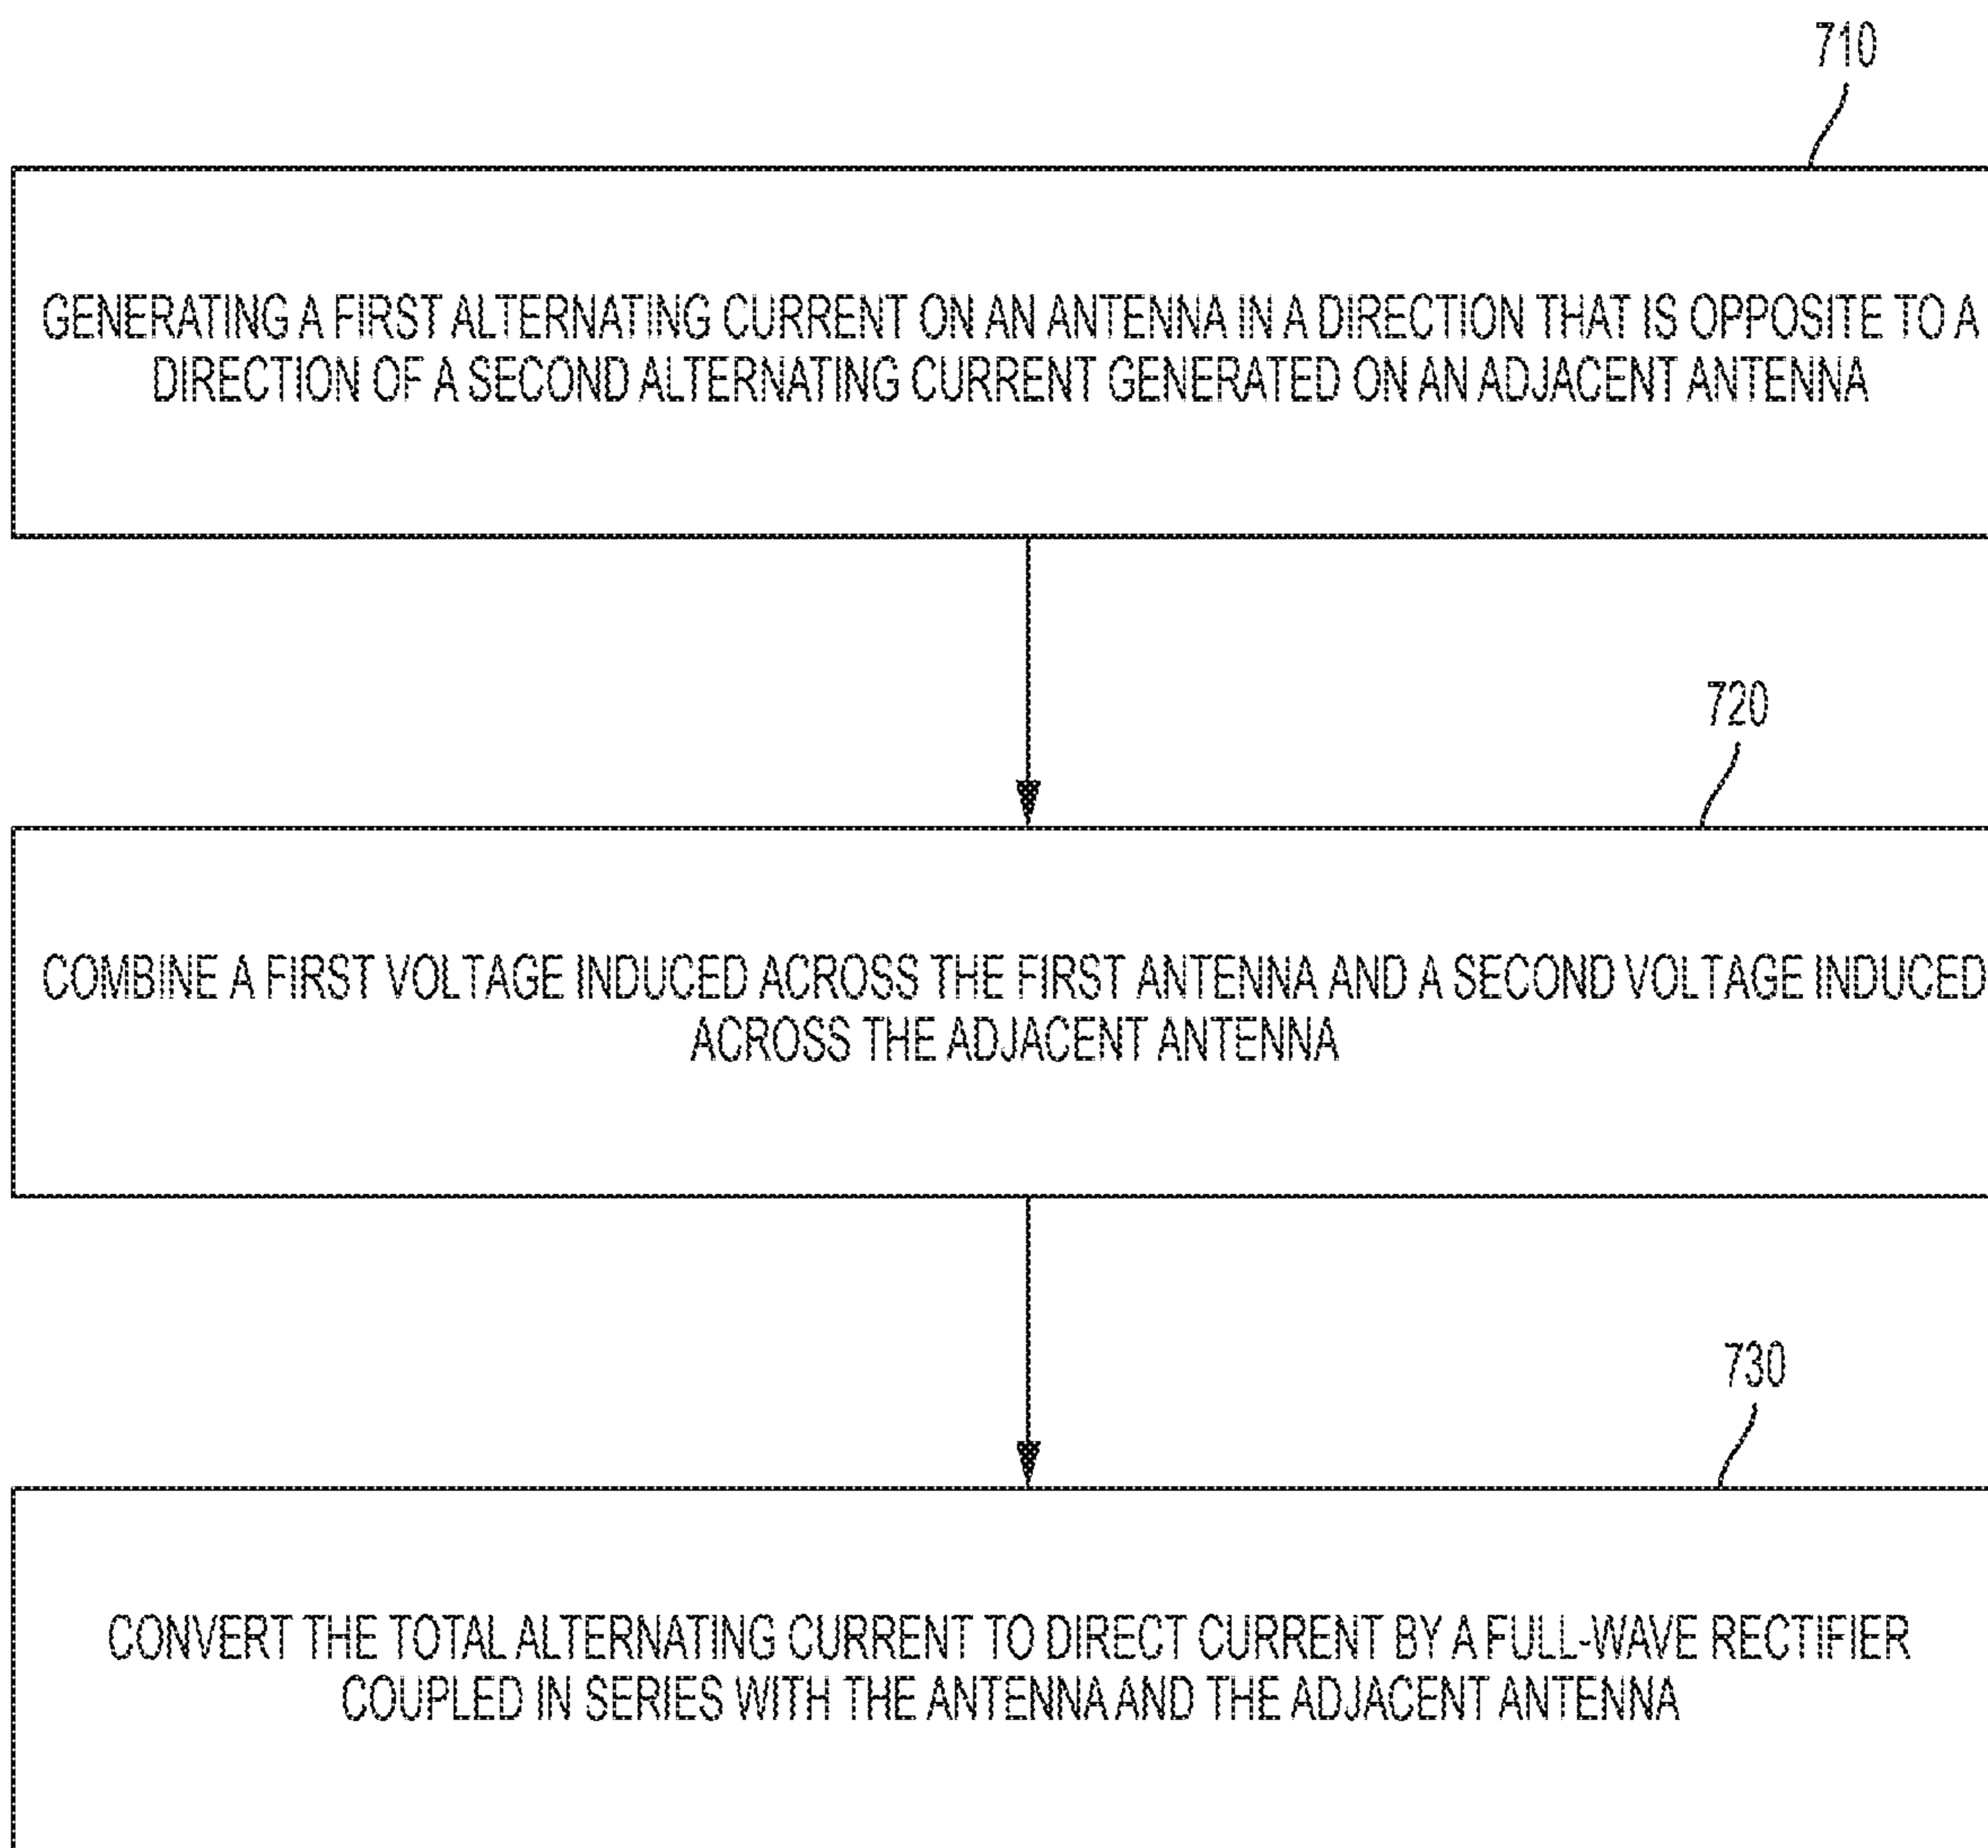 710
GENERATING A FIRST ALTERNATING CURRENT ON AN ANTENNA IN A DIRECTION THAT IS OPPOSITE TO A
DIRECTION OF A SECOND ALTERNATING CURRENT GENERATED ON AN ADJACENT ANTENNA
720
COMBINE A FIRST VOLTAGE INDUCED ACROSS THE FIRST ANTENNA AND A SECOND VOLTAGE INDUCED
ACROSS THE ADJACENT ANTENNA
730
CONVERT THE TOTAL ALTERNATING CURRENT TO DIRECT CURRENT BY A FULL-WAVE RECTIFIER
COUPLED IN SERIES WITH THE ANTENNA AND THE ADJACENT ANTENNA